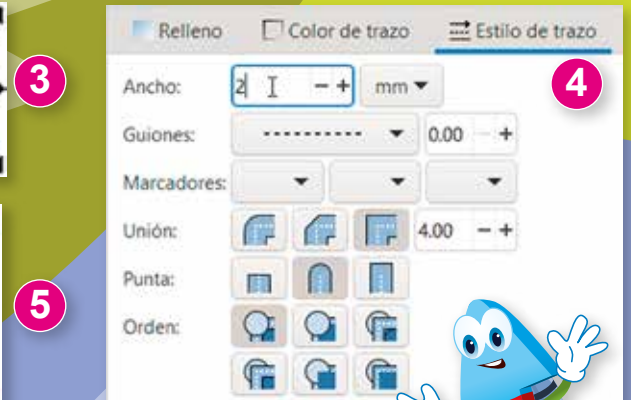 Relleno Color de trazo Estilo de trazo
3
4
Ancho: 2 - + mm
Guiones: 0.00 - +
Marcadores:
Unión: 4.00 - +
5
Punta:
Orden: